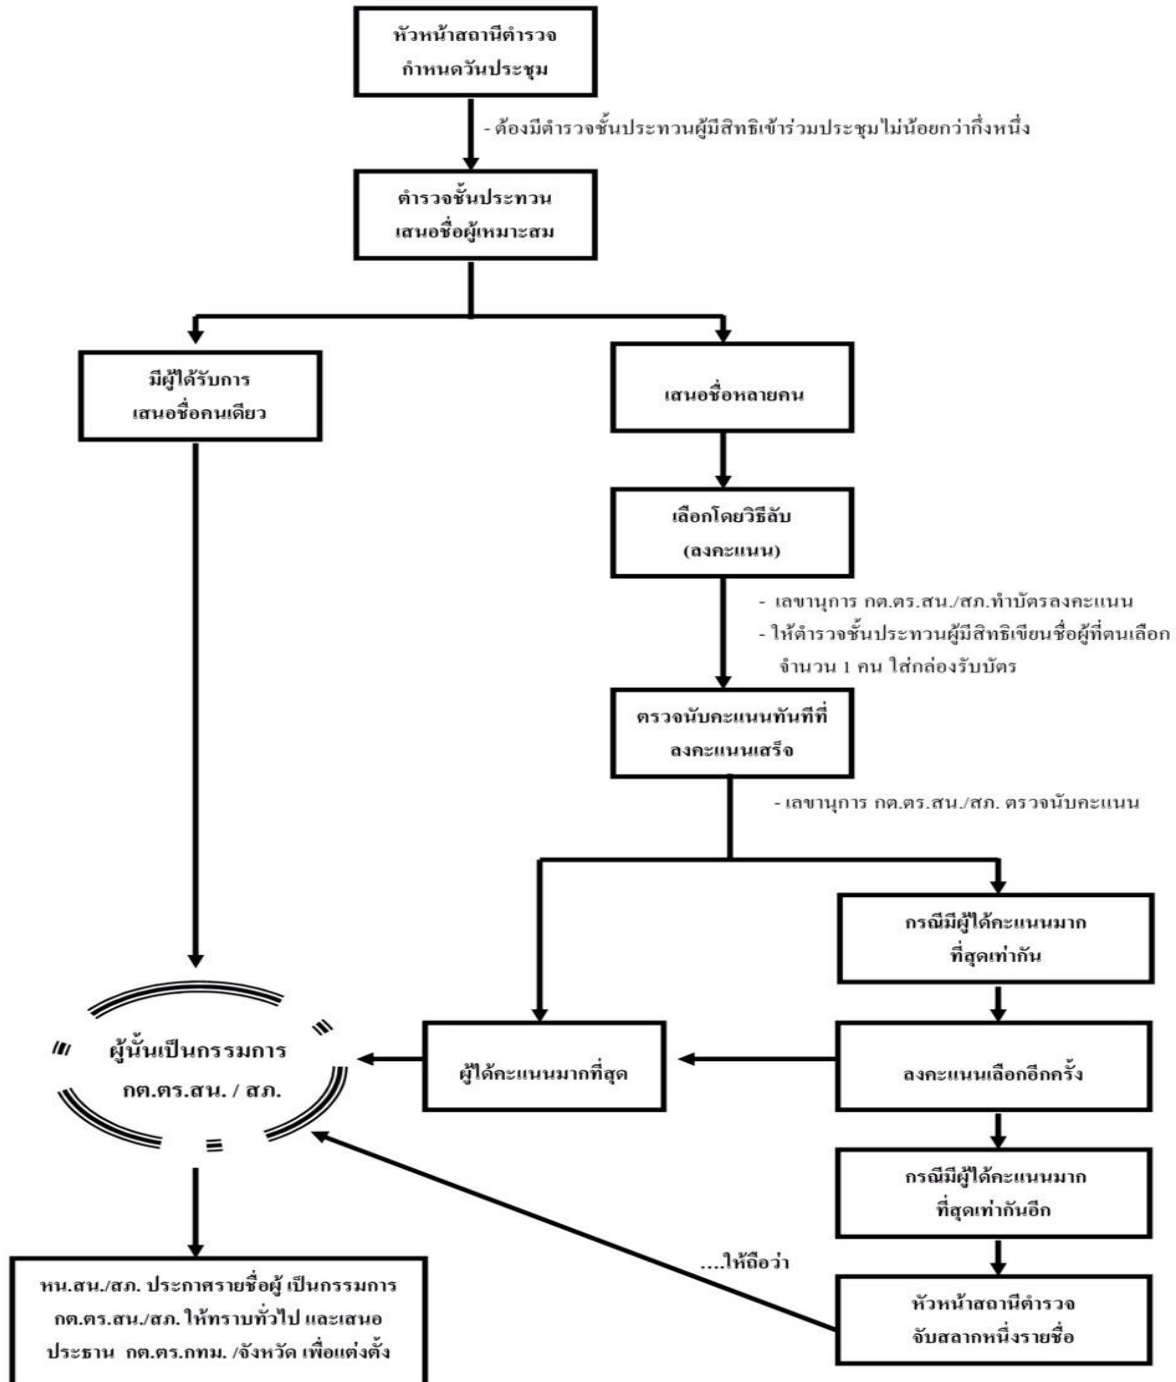 หัวหน้าสถานีตำรวจ
กำหนดวันประชุม
- ต้องมีตำรวจชั้นประทวนผู้มีสิทธิเข้าร่วมประชุมไม่น้อยกว่ากึ่งหนึ่ง
ตำรวจชั้นประทวน
เสนอชื่อผู้เหมาะสม
มีผู้ได้รับการ
เสนอชื่อคนเดียว
เสนอชื่อหลายคน
เลือกโดยวิธีลับ
(ลงคะแนน)
- เลขานุการ กต.ตร.สน./สภ.ทำบัตรลงคะแนน
- ให้ตำรวจชั้นประทวนผู้มีสิทธิเขียนชื่อผู้ที่ตนเลือก
จำนวน 1 คน ใส่กล่องรับบัตร
ตรวจนับคะแนนทันทีที่
ลงคะแนนเสร็จ
- เลขานุการ กต.ตร.สน./สภ. ตรวจนับคะแนน
กรณีมีผู้ได้คะแนนมาก
ที่สุดเท่ากัน
ผู้นั้นเป็นกรรมการ
กต.ตร.สน. / สภ.
ผู้ได้คะแนนมากที่สุด
ลงคะแนนเลือกอีกครั้ง
กรณีมีผู้ได้คะแนนมาก
ที่สุดเท่ากันอีก
....ให้ถือว่า
หัวหน้าสถานีตำรวจ
จับสลากหนึ่งรายชื่อ
หน.สน./สภ. ประกาศรายชื่อผู้ เป็นกรรมการ
กต.ตร.สน./สภ. ให้ทราบทั่วไป และเสนอ
ประธาน กต.ตร.กทม. /จังหวัด เพื่อแต่งตั้ง